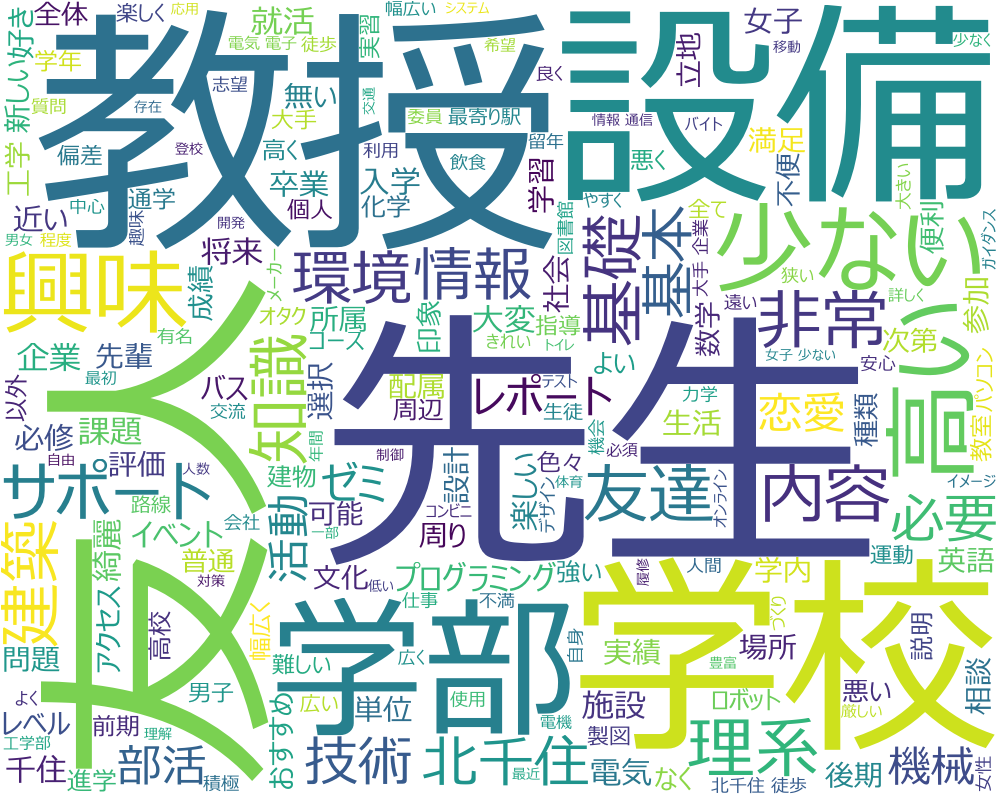 教授
設備
先生
学校
友人
学部
少ない
高い
興味
環境
情報
基礎
基本
非常
知識
レポート
内容
友達
サポート
ゼミ
建築
活動
技術
北千住
理系
機械
必要
恋愛
部活
電気
全体
楽しく
応用
システム
就活
幅広い
女子
移動
少なく
新しい
好き
学年
電気 電子
徒歩
実習
希望
立地
質問
存在
志望
無い
交通
良く
委員
最寄り駅
情報 通信
バイト
満足
工学
偏差
登校
大手
高く
利用
飲食
留年
悪く
不便
大きい
近い
中心
通学
卒業
入学
学習
やすく
全て
便利
男女
程度
趣味
開発
個人
化学
図書館
企業
ガイダンス
将来
メーカー
成績
社会
大手
狭い
参加
オタク
所属
印象
大変
指導
数学
遠い
詳しく
有名
コース
きれい
トイレ
次第
企業
先輩
最初
バス
選択
配属
テスト
よい
女子 少ない
安心
以外
交流
周辺
生徒
力学
生活
種類
教室
パソコン
必修
課題
自由
評価
人数
年間
建物
制御
色々
機会
必須
イメージ
路線
会社
可能
設計
コンビニ
楽しい
デザイン
体育
オンライン
綺麗
イベント
一部
周り
運動
英語
アクセス
普通
対策
文化
低い
プログラミング
強い
履修
人間
学内
仕事
不満
づくり
問題
高校
幅広く
難しい
広く
自身
実績
豊富
場所
説明
相談
男子
よく
レベル
前期
おすすめ
広い
単位
使用
電機
施設
ロボット
悪い
厳しい
工学部
理解
千住
進学
積極
最近
製図
なく
北千住 徒歩
後期
女性